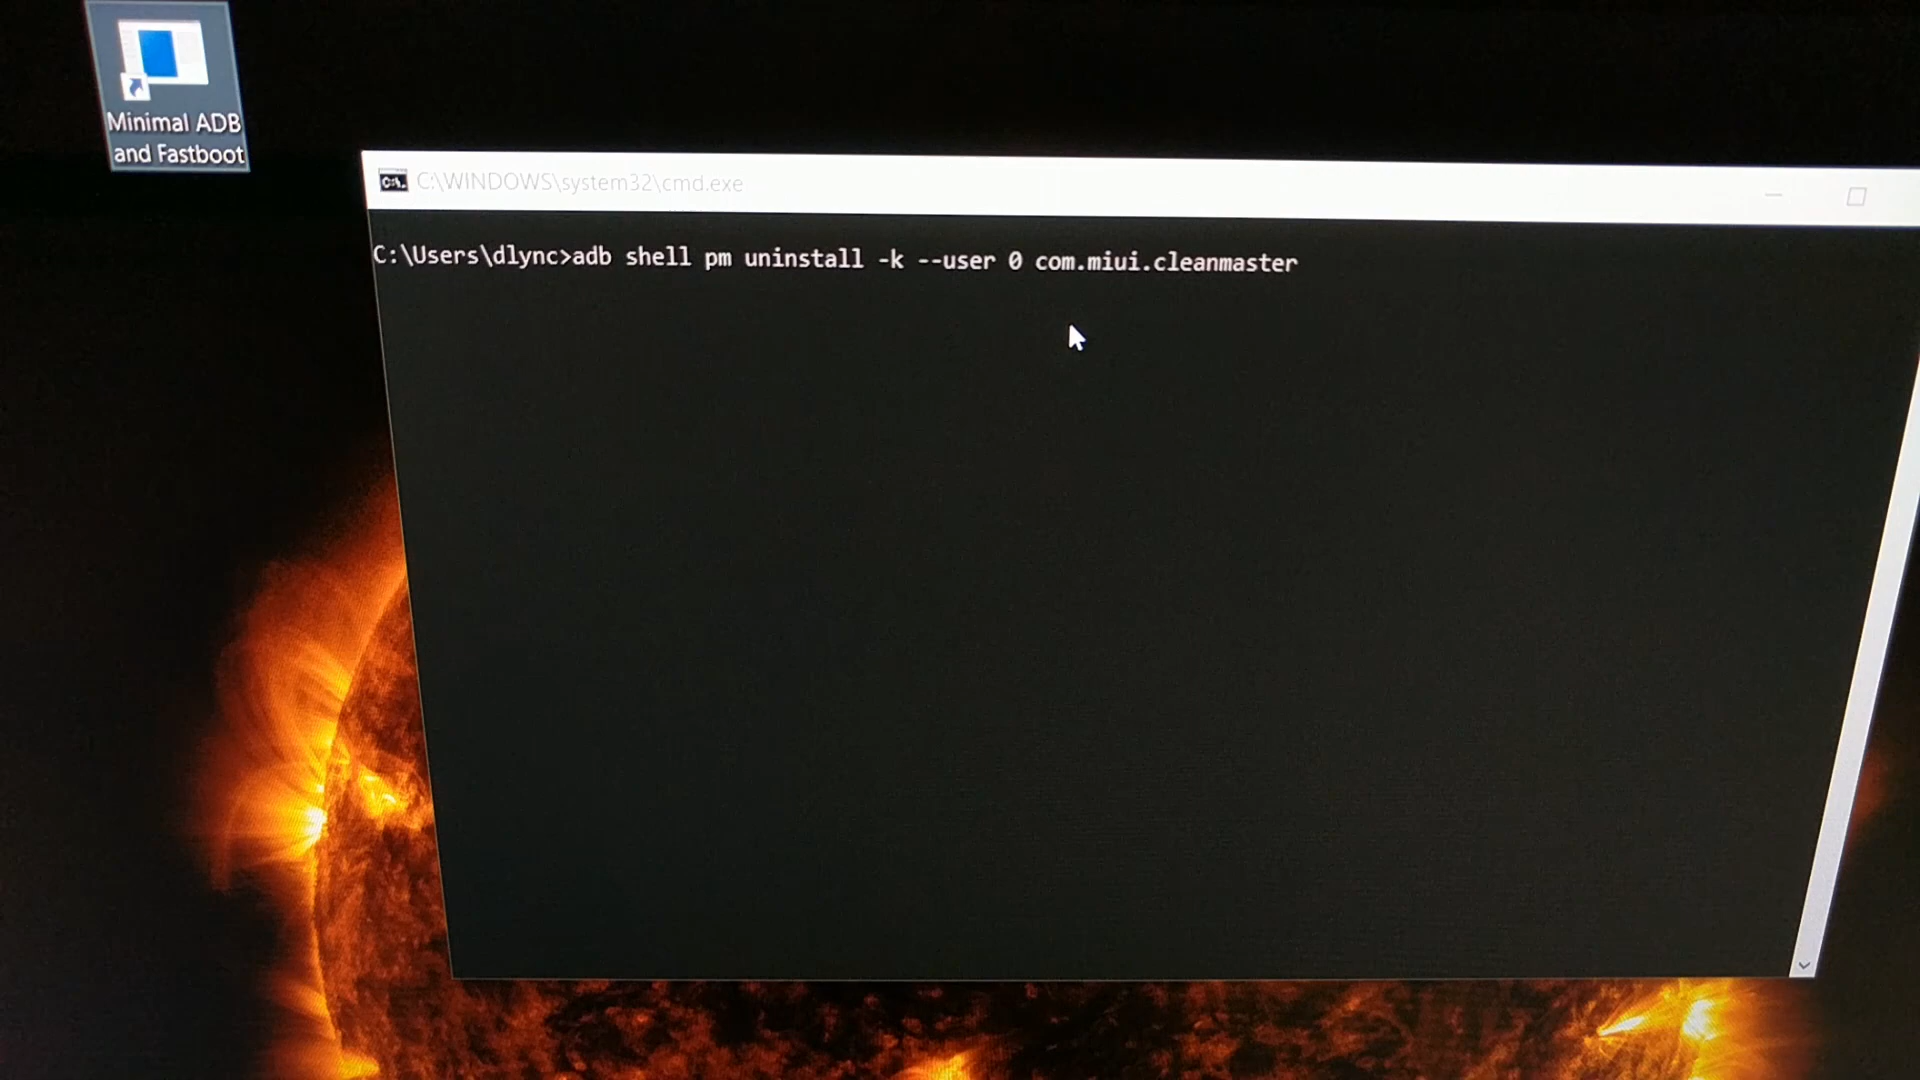 Minimal ADB
and Fastboot
C:\WINDOWS\system32\cmd.exe
C:\Users\dlync>adb shell pm uninstall -k --user 0 com.miui.cleanmaster